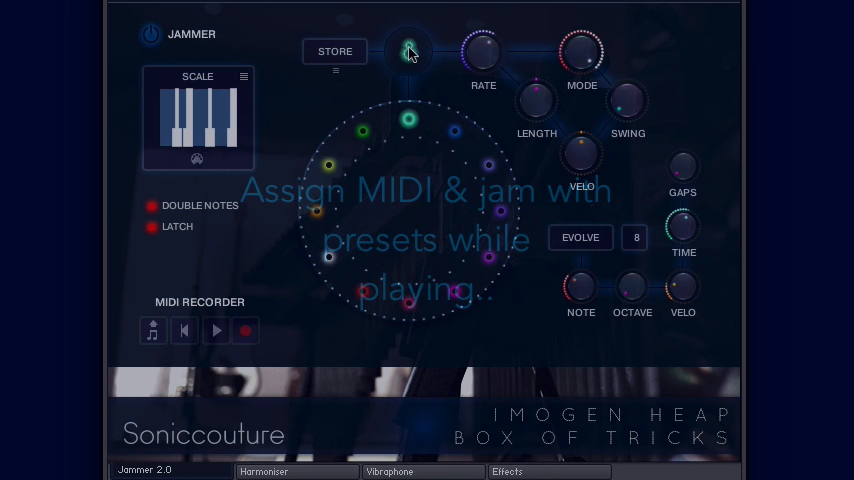 JAMMER
STORE
SCALE
RATE
MODE
LENGTH
SWING
VELO
GAPS
Assign MIDI & jam with
presets while
playing..
DOUBLE NOTES
LATCH
EVOLVE
8
TIME
NOTE
OCTAVE
VELO
MIDI RECORDER
Soniccouture
IMOGEN HEAP
BOX OF TRICKS
Jammer 2.0
Harmoniser
Vibraphone
Effects